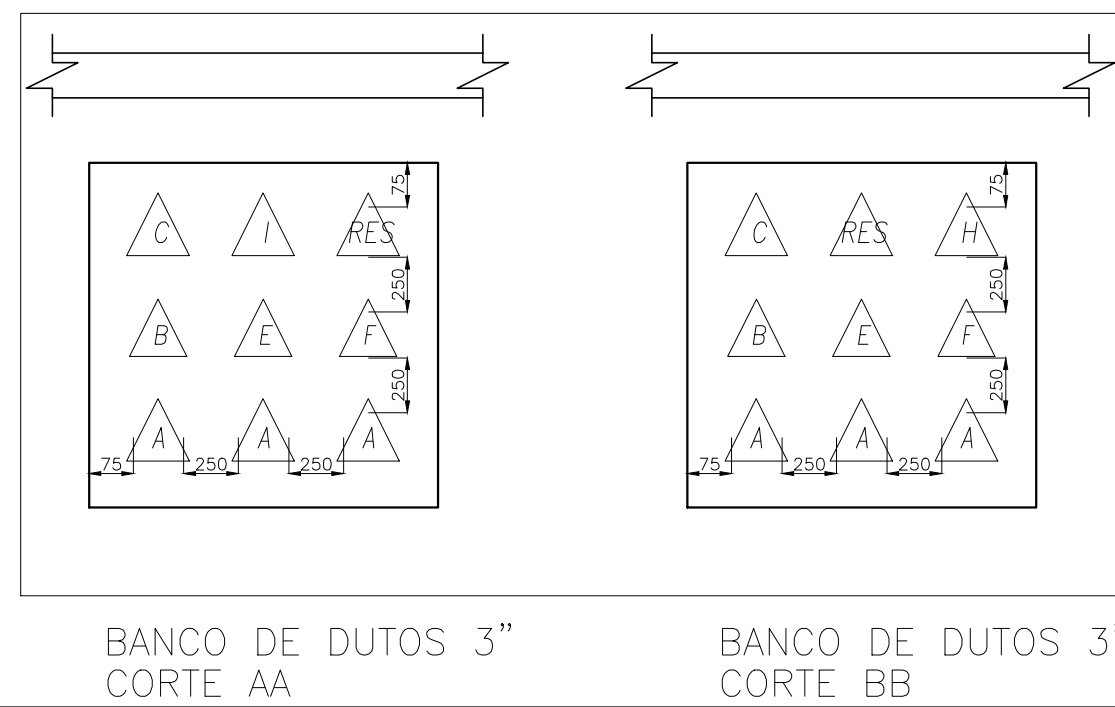 75
C I RES
250
B E F
250
A A A
75 250 250
BANCO DE DUTOS 3”
CORTE AA
75
C RES H
250
B E F
250
A A A
75 250 250
BANCO DE DUTOS 3”
CORTE BB